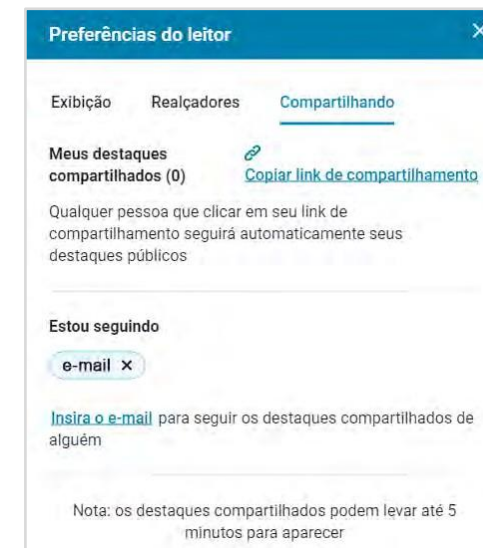 Preferências do leitor ×
Exibição Realçadores Compartilhando
Meus destaques
compartilhados (0) Copiar link de compartilhamento
Qualquer pessoa que clicar em seu link de
compartilhamento seguirá automaticamente seus
destaques públicos
Estou seguindo
e-mail ×
Insira o e-mail para seguir os destaques compartilhados de
alguém
Nota: os destaques compartilhados podem levar até 5
minutos para aparecer